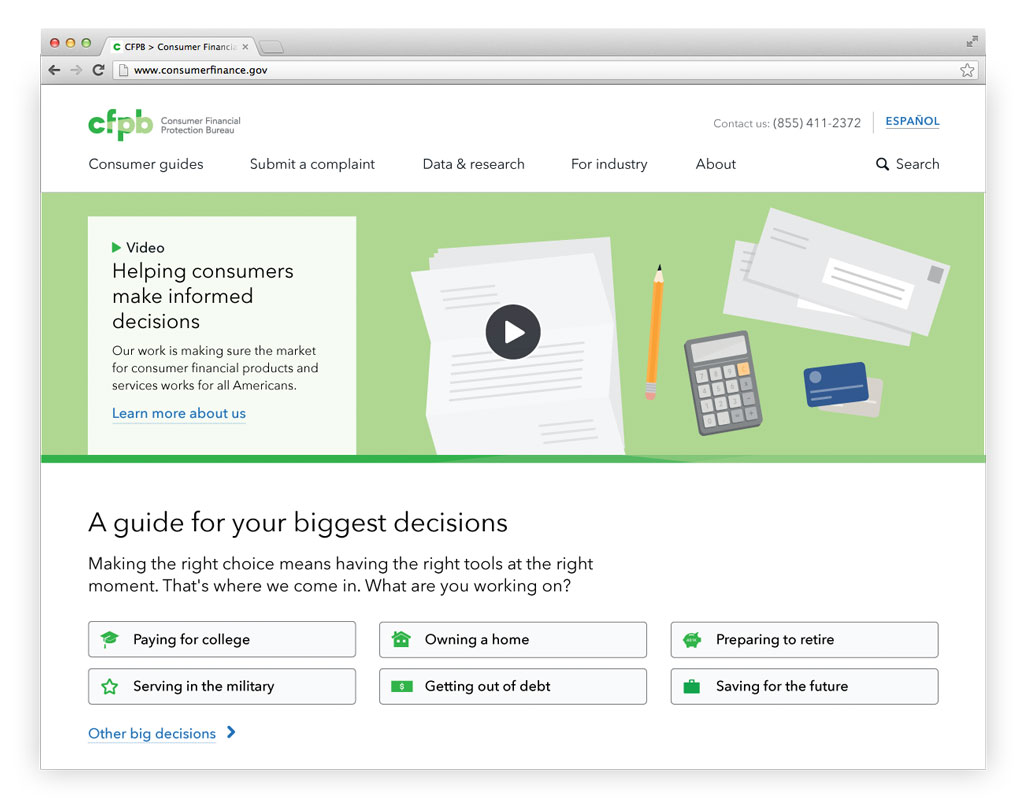 CFPB > Consumer Financia
www.consumerfinance.gov
cfpb Consumer Financial
Protection Bureau
Contact us: (855) 411-2372
ESPAÑOL
Consumer guides
Submit a complaint
Data & research
For industry
About
Search
Video
Helping consumers
make informed
decisions
Our work is making sure the market
for consumer financial products and
services works for all Americans.
Learn more about us
A guide for your biggest decisions
Making the right choice means having the right tools at the right
moment. That's where we come in. What are you working on?
Paying for college
Owning a home
Preparing to retire
Serving in the military
Getting out of debt
Saving for the future
Other big decisions